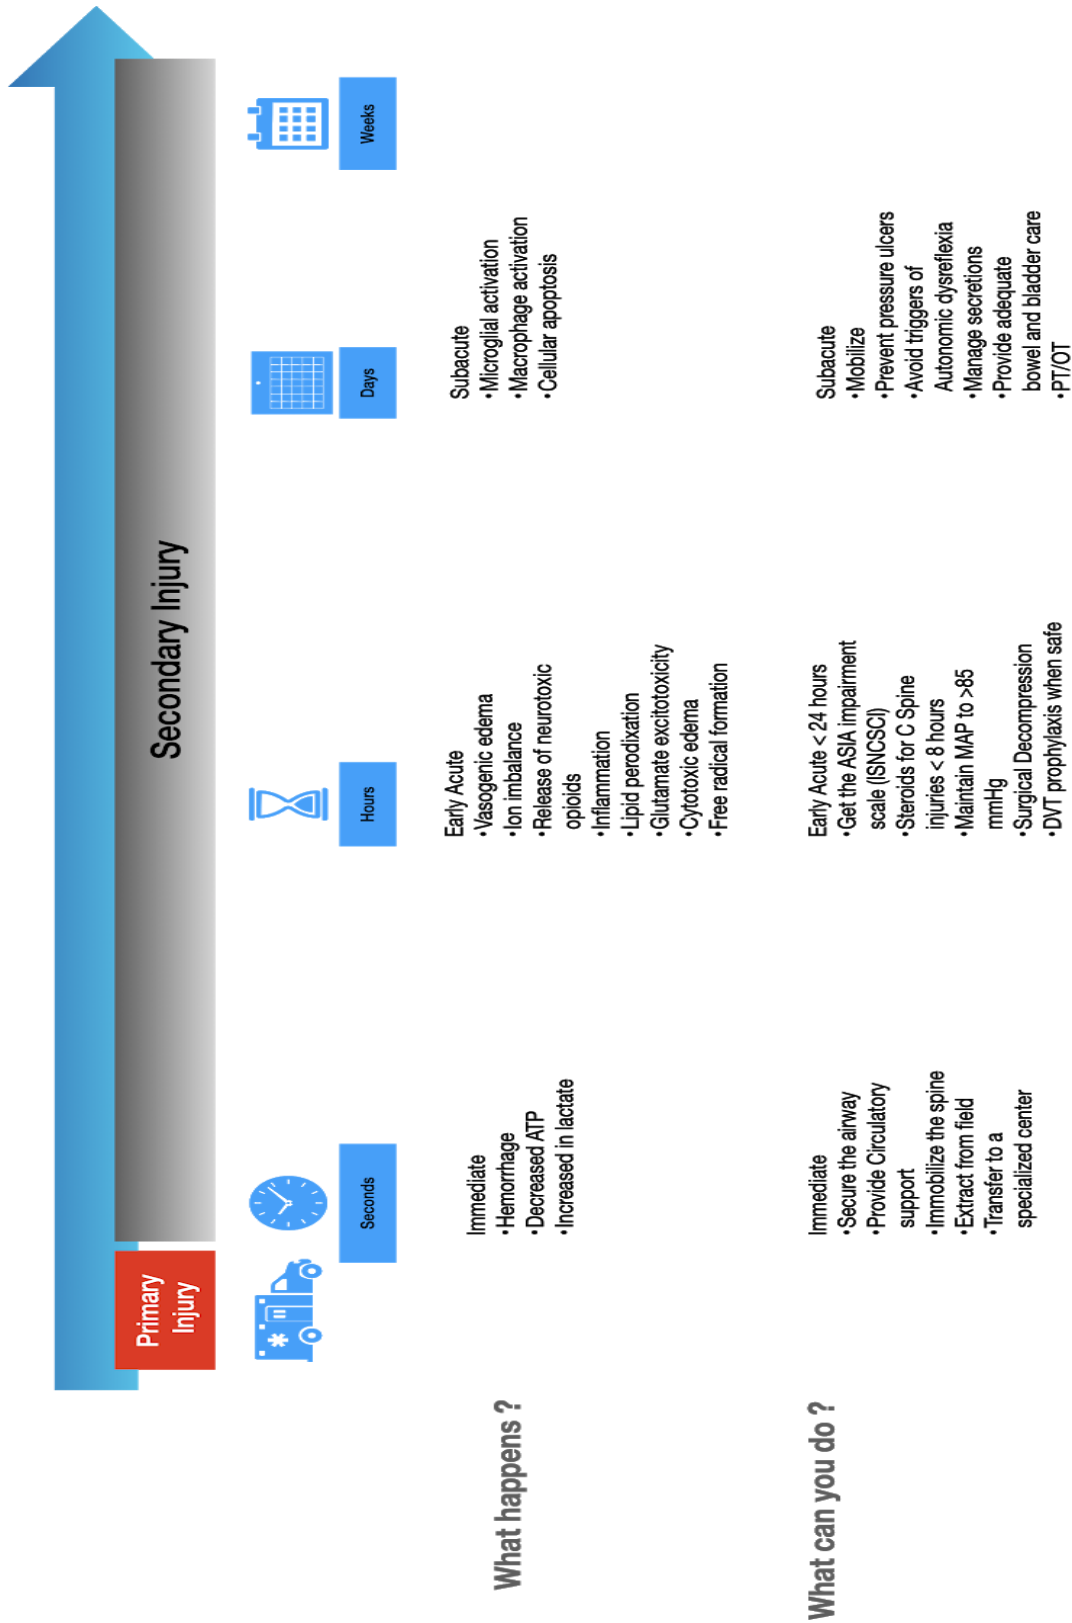 Primary
Injury
Secondary Injury
Seconds
Hours
Days
Weeks
What happens ?
Immediate
•Hemorrhage
•Decreased ATP
•Increased in lactate
Early Acute
•Vasogenic edema
•Ion imbalance
•Release of neurotoxic
opioids
•Inflammation
•Lipid perodixation
•Glutamate excitotoxicity
•Cytotoxic edema
•Free radical formation
Subacute
•Microglial activation
•Macrophage activation
•Cellular apoptosis
What can you do ?
Immediate
•Secure the airway
•Provide Circulatory
support
•Immobilize the spine
•Extract from field
•Transfer to a
specialized center
Early Acute < 24 hours
•Get the ASIA impairment
scale (ISNCSCI)
•Steroids for C Spine
injuries < 8 hours
•Maintain MAP to >85
mmHg
•Surgical Decompression
•DVT prophylaxis when safe
Subacute
•Mobilize
•Prevent pressure ulcers
•Avoid triggers of
Autonomic dysreflexia
•Manage secretions
•Provide adequate
bowel and bladder care
•PT/OT